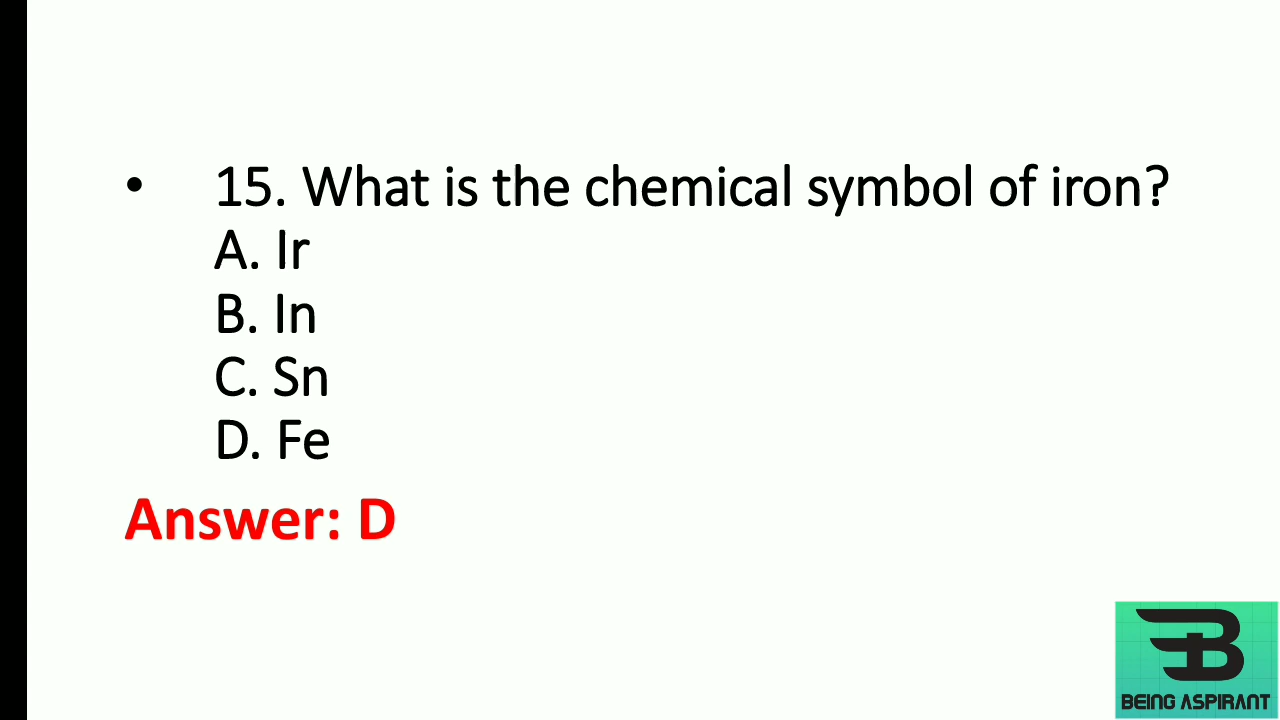 • 15. What is the chemical symbol of iron?
A. Ir
B. In
C. Sn
D. Fe
Answer: D
BEING ASPIRANT